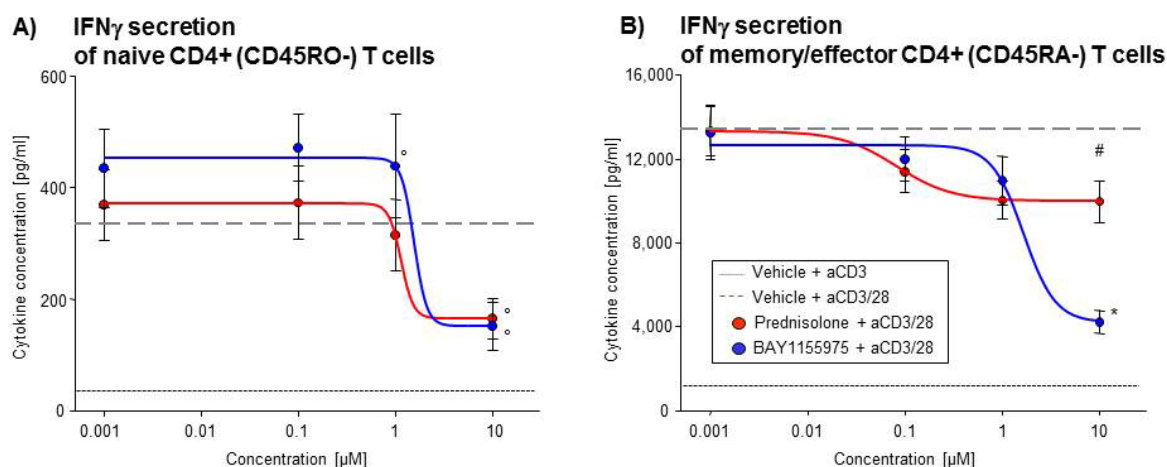 A) IFNγ secretion
of naive CD4+ (CD45RO-) T cells
Cytokine concentration [pg/ml]
600
400
200
0
0.001 0.01 0.1 1 10
Concentration [µM]
°
°
°
B) IFNγ secretion
of memory/effector CD4+ (CD45RA-) T cells
Cytokine concentration [pg/ml]
16,000
12,000
8,000
4,000
0
#
*
Vehicle + aCD3
Vehicle + aCD3/28
Prednisolone + aCD3/28
BAY1155975 + aCD3/28
0.001 0.01 0.1 1 10
Concentration [µM]